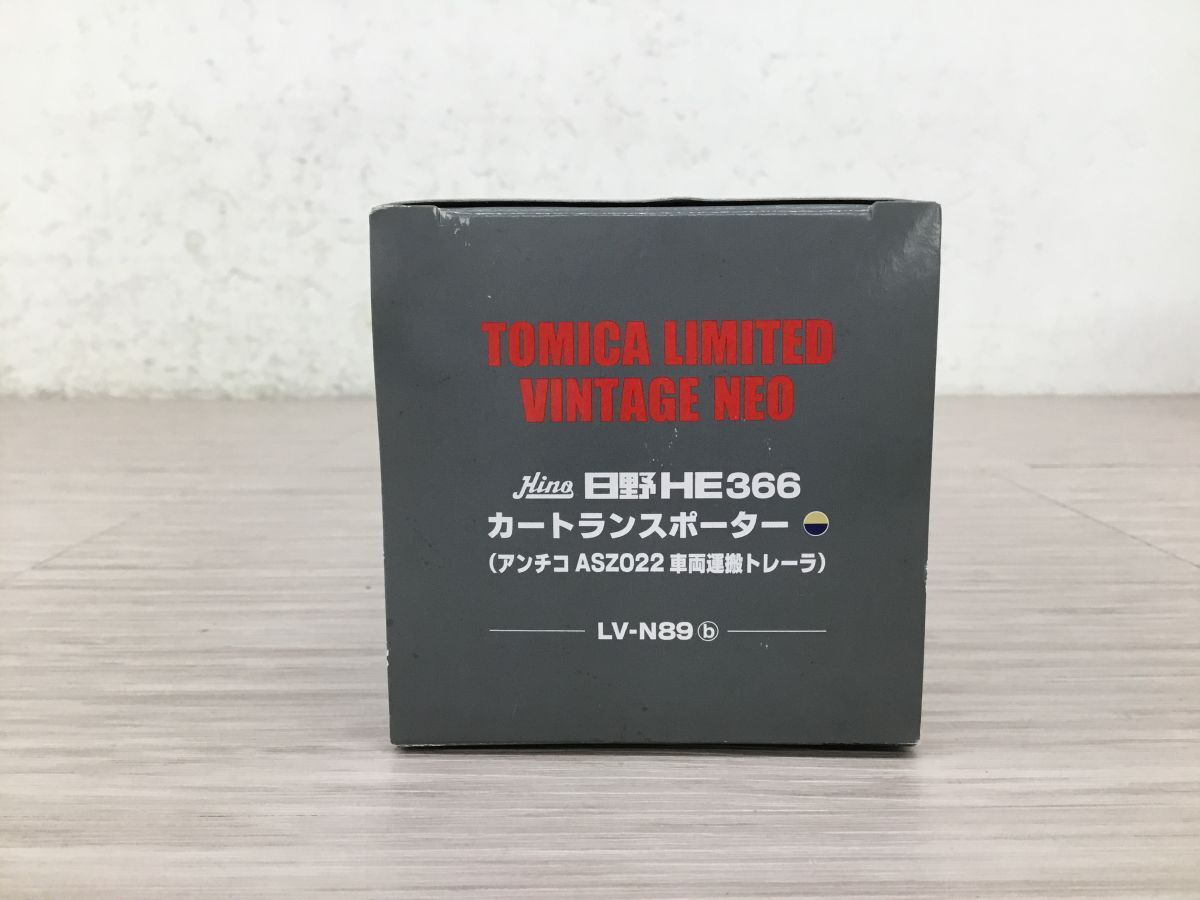 TOMICA LIMITED
VINTAGE NEO
Hino 日野HE366
カートランスポーター
(アンチコ ASZ022 車両運搬トレーラ)
LV-N89 ⓑ